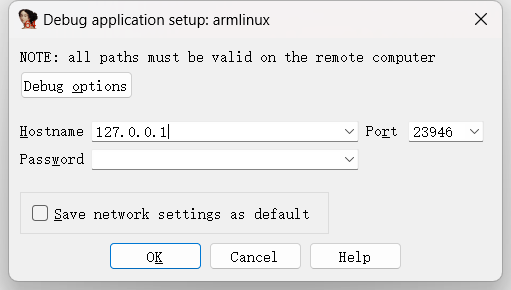 Debug application setup: armlinux
NOTE: all paths must be valid on the remote computer
Debug options
Hostname 127.0.0.1 Port 23946
Password
Save network settings as default
OK Cancel Help